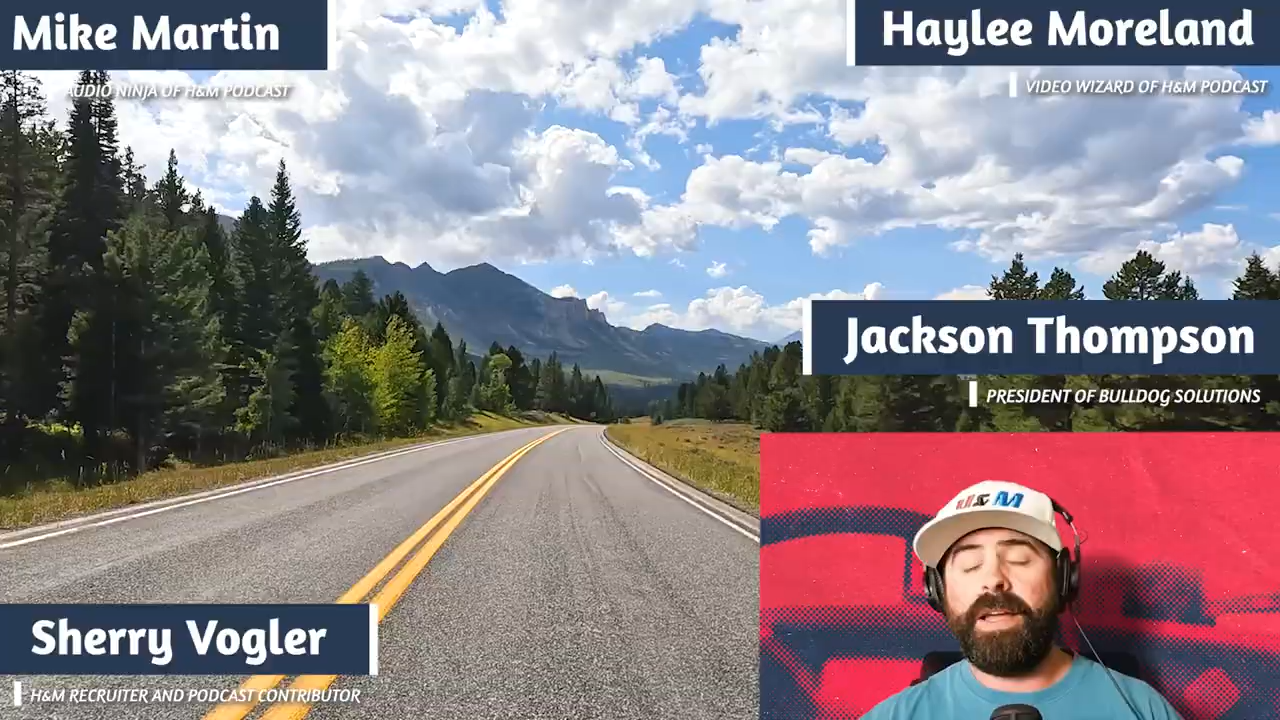 Mike Martin
AUDIO NINJA OF H&M PODCAST
Haylee Moreland
VIDEO WIZARD OF H&M PODCAST
Jackson Thompson
PRESIDENT OF BULLDOG SOLUTIONS
H&M
Sherry Vogler
H&M RECRUITER AND PODCAST CONTRIBUTOR